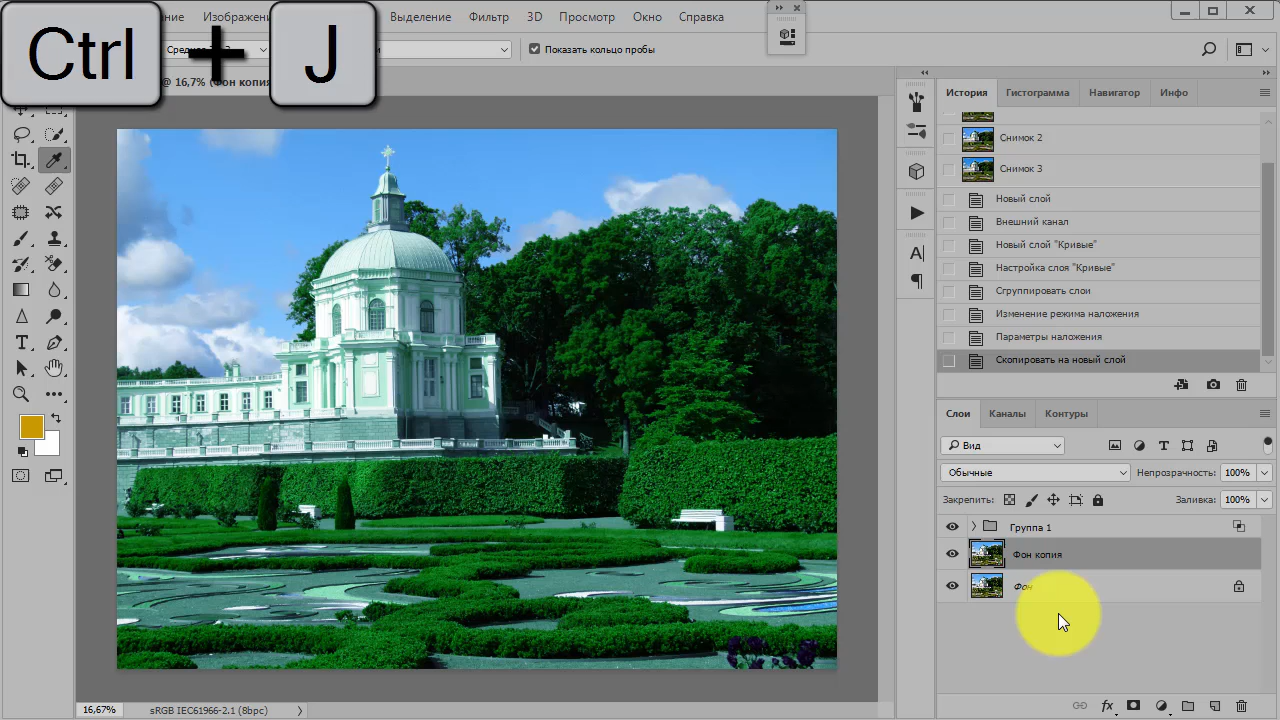 Ctrl + J
Изображени
Выделение
Фильтр
3D
Просмотр
Окно
Справка
Показать кольцо пробы
@ 16,7% (Фон копия
История
Гистограмма
Навигатор
Инфо
Снимок 2
Снимок 3
Новый слой
Внешний канал
Новый слой "Кривые"
Настройка слоя "Кривые"
Сгруппировать слои
Изменение режима наложения
Параметры наложения
Скопировать на новый слой
Слои
Каналы
Контуры
Вид
Обычные
Непрозрачность: 100%
Закрепить:
Заливка: 100%
Группа 1
Фон копия
Фон
16,67%
sRGB IEC61966-2.1 (8bpc)